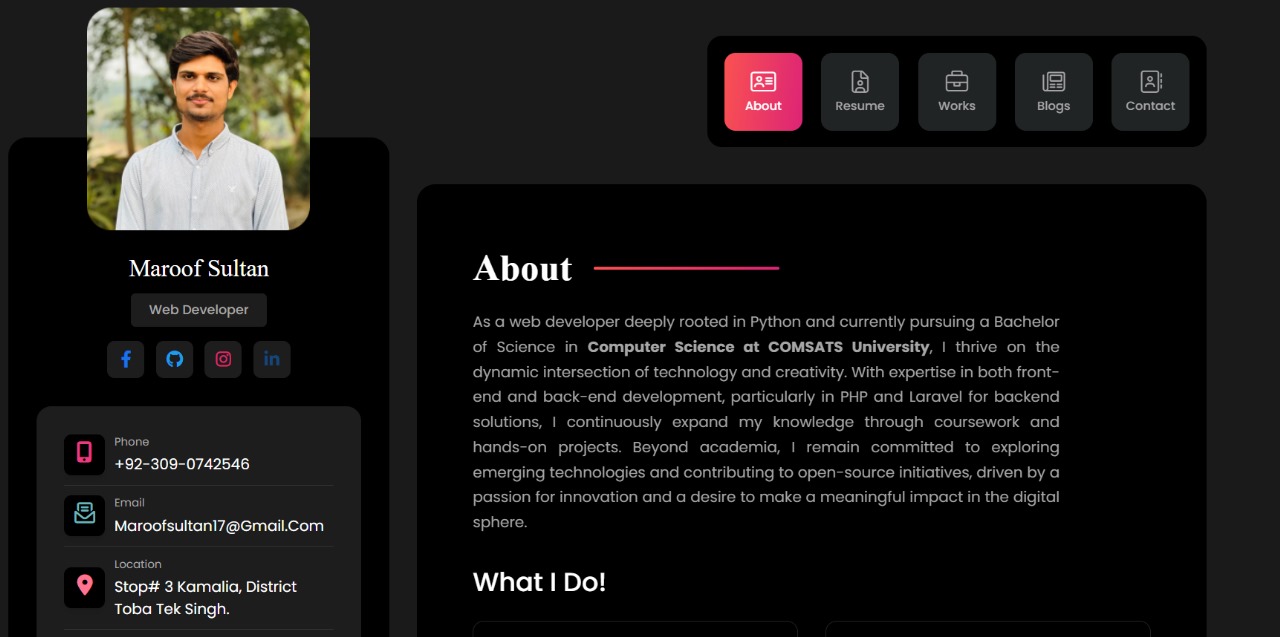 About
Resume
Works
Blogs
Contact
Maroof Sultan
Web Developer
Phone
+92-309-0742546
Email
Maroofsultan17@Gmail.Com
Location
Stop# 3 Kamalia, District
Toba Tek Singh.
About
As a web developer deeply rooted in Python and currently pursuing a Bachelor
of Science in Computer Science at COMSATS University, I thrive on the
dynamic intersection of technology and creativity. With expertise in both front-
end and back-end development, particularly in PHP and Laravel for backend
solutions, I continuously expand my knowledge through coursework and
hands-on projects. Beyond academia, I remain committed to exploring
emerging technologies and contributing to open-source initiatives, driven by a
passion for innovation and a desire to make a meaningful impact in the digital
sphere.
What I Do!